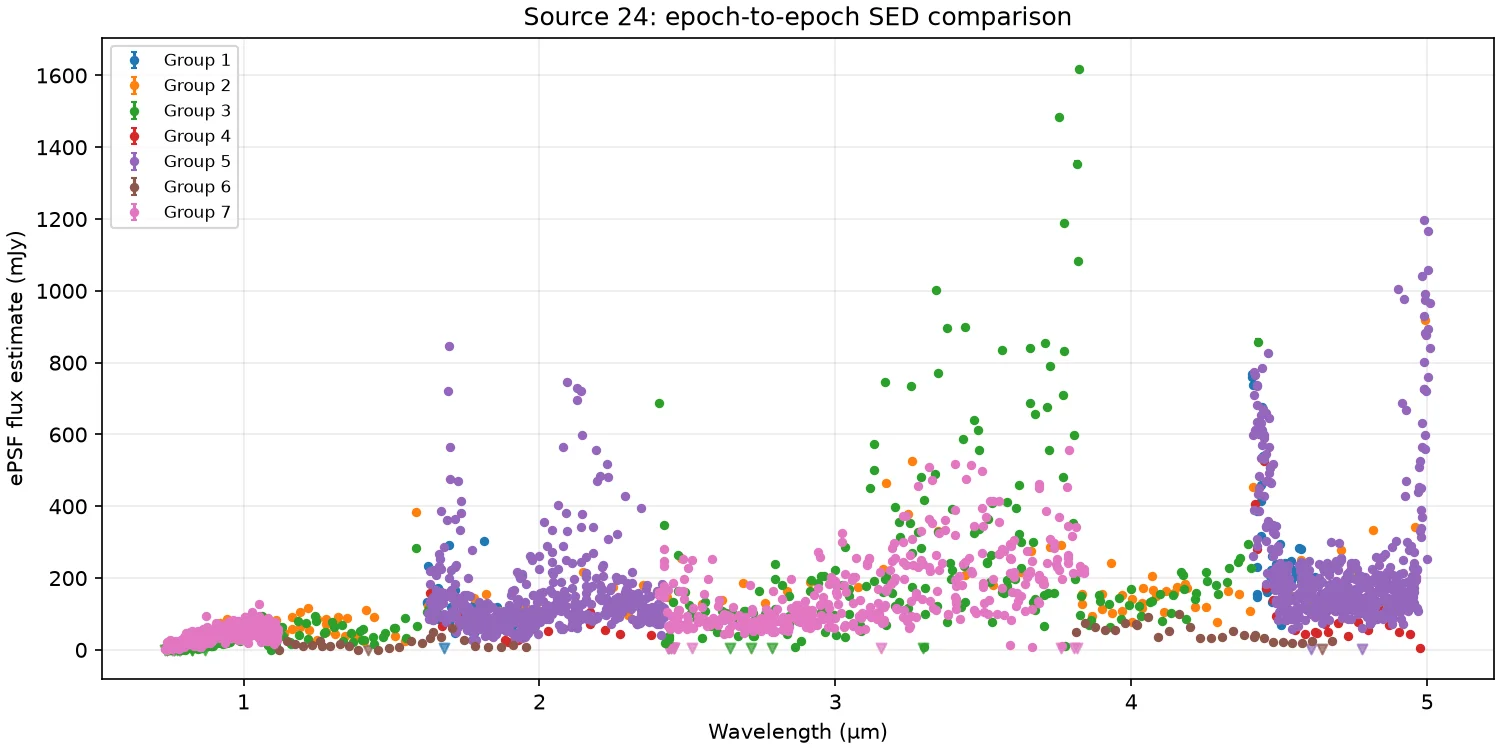 Source 24: epoch-to-epoch SED comparison
Group 1
Group 2
Group 3
Group 4
Group 5
Group 6
Group 7
1600
1400
1200
1000
800
600
400
200
0
ePSF flux estimate (mJy)
1 2 3 4 5
Wavelength (μm)